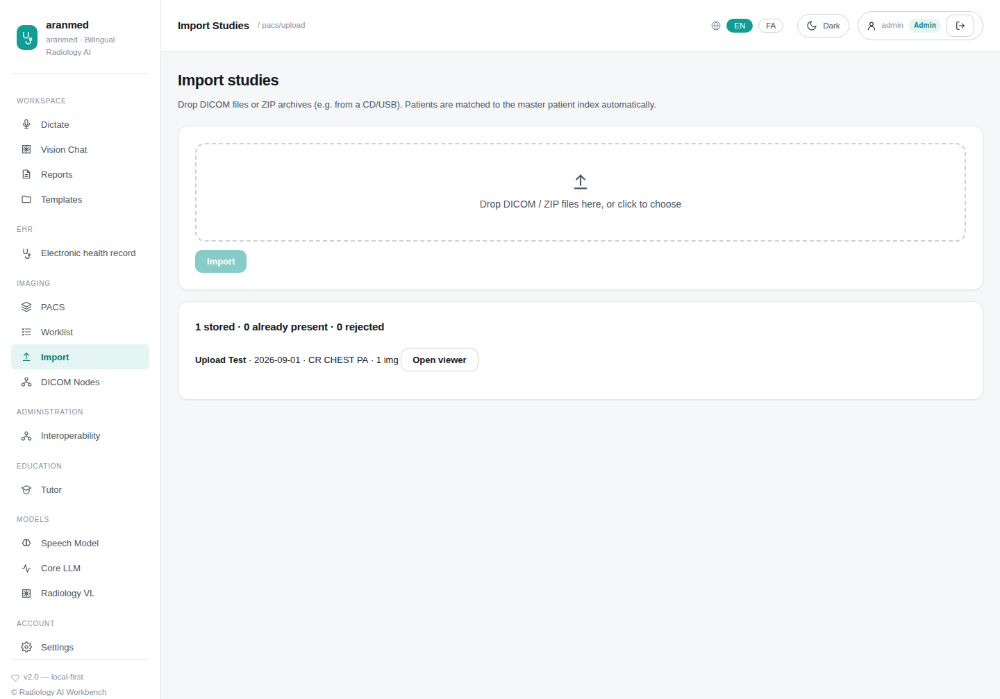 aranmed
aranmed · Bilingual
Radiology AI
WORKSPACE
Dictate
Vision Chat
Reports
Templates
EHR
Electronic health record
IMAGING
PACS
Worklist
Import
DICOM Nodes
ADMINISTRATION
Interoperability
EDUCATION
Tutor
MODELS
Speech Model
Core LLM
Radiology VL
ACCOUNT
Settings
v2.0 — local-first
© Radiology AI Workbench
Import Studies / pacs/upload
EN FA Dark admin Admin
Import studies
Drop DICOM files or ZIP archives (e.g. from a CD/USB). Patients are matched to the master patient index automatically.
Drop DICOM / ZIP files here, or click to choose
Import
1 stored · 0 already present · 0 rejected
Upload Test · 2026-09-01 · CR CHEST PA · 1 img Open viewer